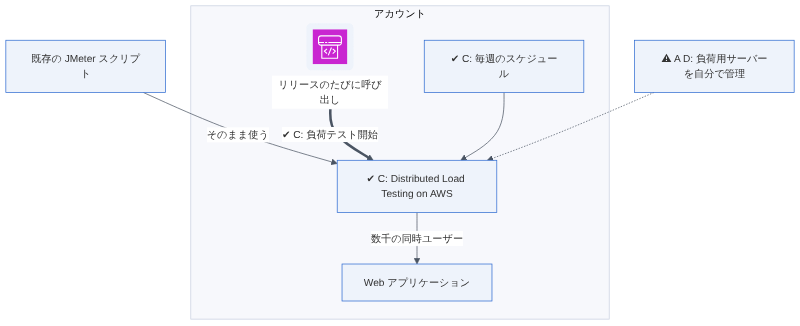 アカウント
既存の JMeter スクリプ
ト
リリースのたびに呼び
出し
✔ C: 毎週のスケジュー
ル
⚠ A D: 負荷用サーバー
を自分で管理
そのまま使う
✔ C: 負荷テスト開始
✔ C: Distributed Load
Testing on AWS
数千の同時ユーザー
Web アプリケーション